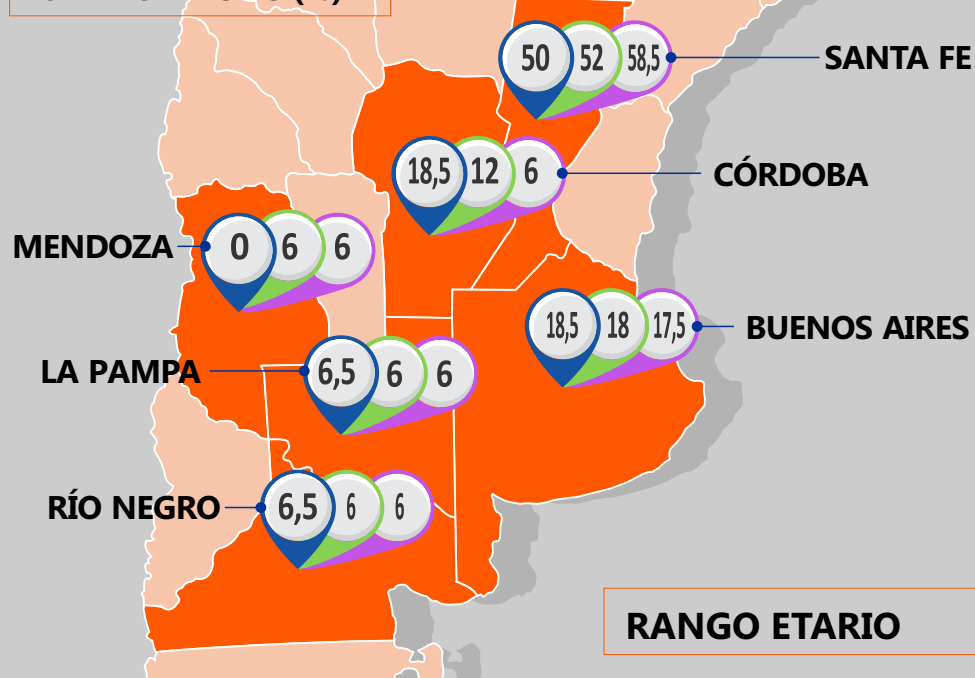 50 52 58,5 SANTA FE
18,5 12 6 CÓRDOBA
MENDOZA 0 6 6
18,5 18 17,5 BUENOS AIRES
LA PAMPA 6,5 6 6
RÍO NEGRO 6,5 6 6
RANGO ETARIO